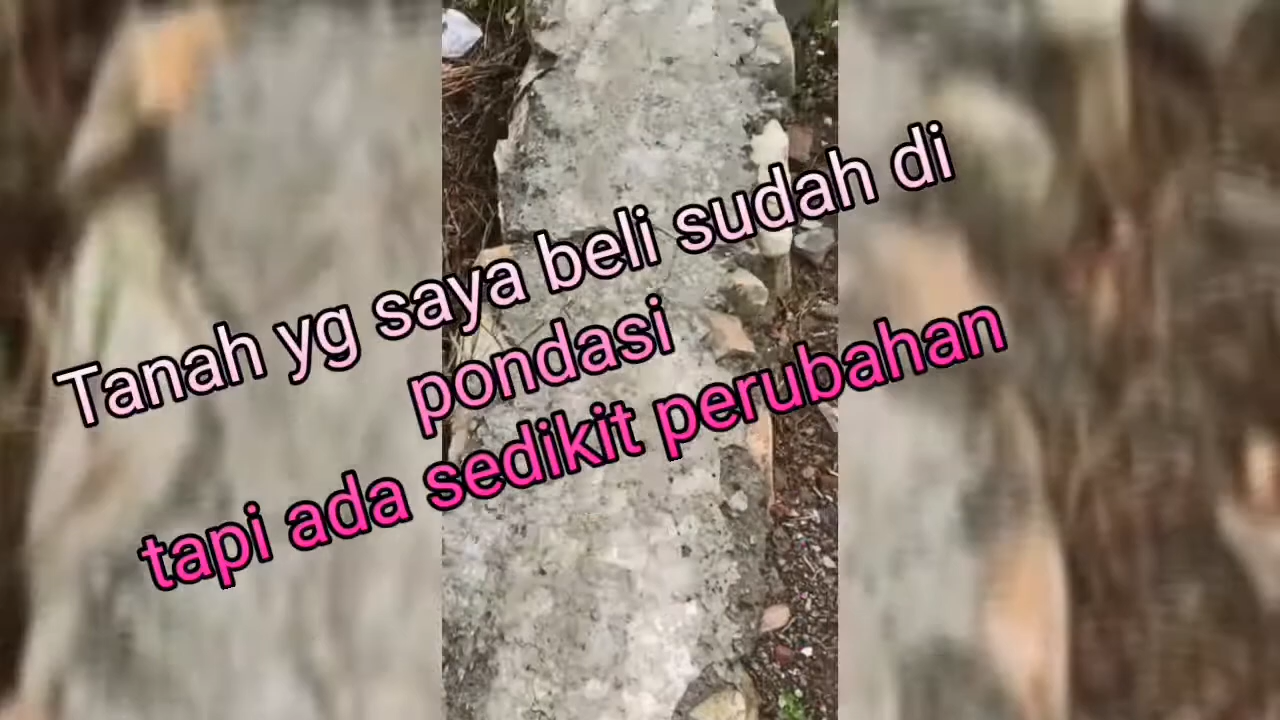 Tanah yg saya beli sudah di
pondasi
tapi ada sedikit perubahan